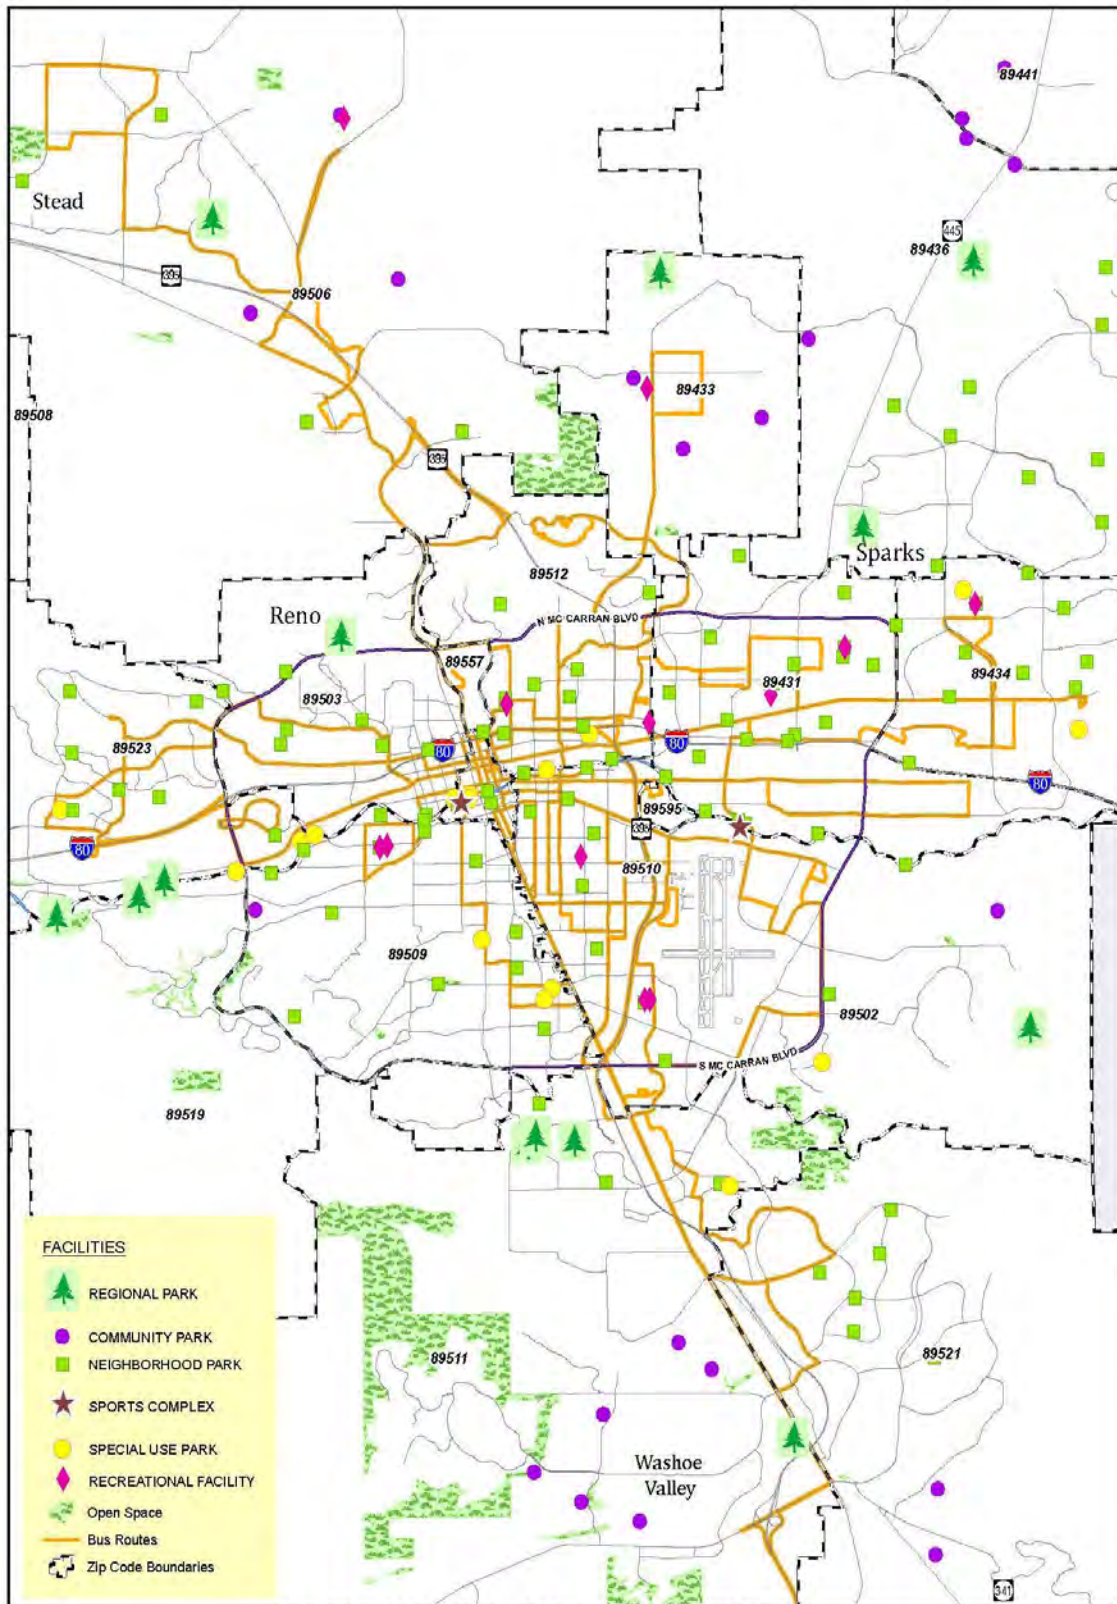 89441
Stead
445
89436
395
89506
89433
89508
395
Sparks
89512
Reno
N MC CARRAN BLVD
89557
89503
89431
89434
89523
80
80
80
89595
395
80
89510
89509
89502
S MC CARRAN BLVD
89519
FACILITIES
REGIONAL PARK
COMMUNITY PARK
NEIGHBORHOOD PARK
SPORTS COMPLEX
SPECIAL USE PARK
RECREATIONAL FACILITY
Open Space
Bus Routes
Zip Code Boundaries
89511
89521
Washoe
Valley
341